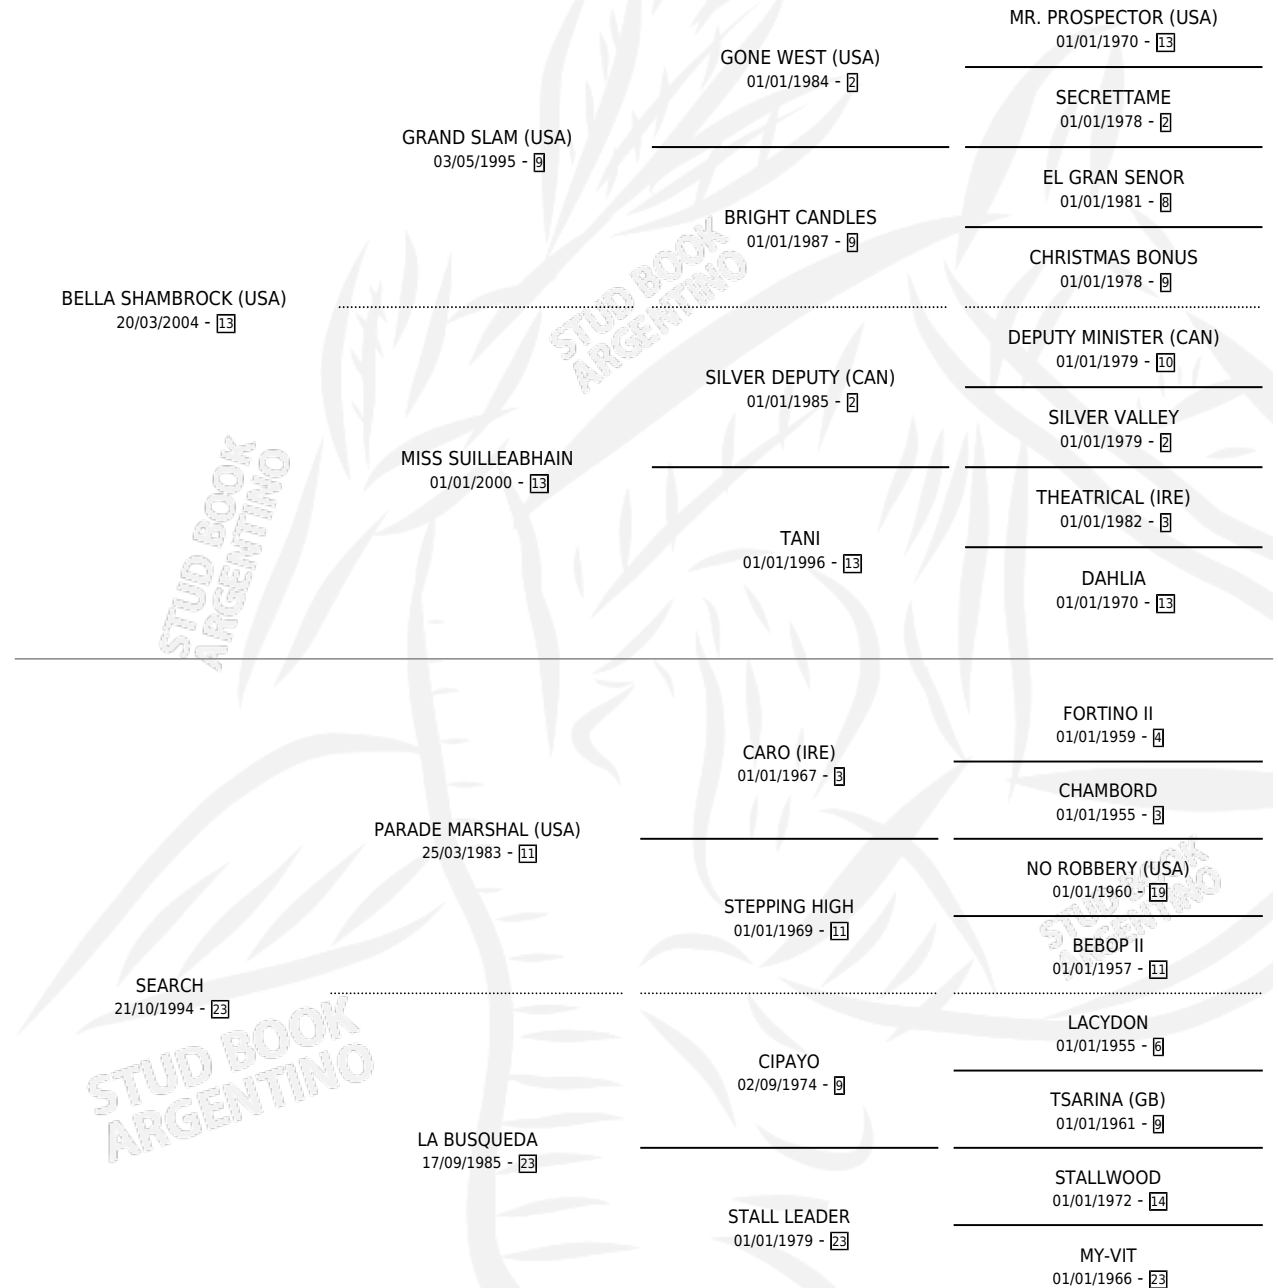 MR. PROSPECTOR (USA)
01/01/1970 - 13
GONE WEST (USA)
01/01/1984 - 2
SECRETTAME
01/01/1978 - 2
GRAND SLAM (USA)
03/05/1995 - 9
EL GRAN SENOR
01/01/1981 - 8
BRIGHT CANDLES
01/01/1987 - 9
CHRISTMAS BONUS
01/01/1978 - 9
BELLA SHAMBROCK (USA)
20/03/2004 - 13
DEPUTY MINISTER (CAN)
01/01/1979 - 10
SILVER DEPUTY (CAN)
01/01/1985 - 2
SILVER VALLEY
01/01/1979 - 2
MISS SUILLEABHAIN
01/01/2000 - 13
THEATRICAL (IRE)
01/01/1982 - 3
TANI
01/01/1996 - 13
DAHLIA
01/01/1970 - 13
STUD BOOK
ARGENTINO
STUD BOOK
ARGENTINO
FORTINO II
01/01/1959 - 4
CARO (IRE)
01/01/1967 - 3
CHAMBORD
01/01/1955 - 3
PARADE MARSHAL (USA)
25/03/1983 - 11
NO ROBBERY (USA)
01/01/1960 - 19
STEPPING HIGH
01/01/1969 - 11
BEBOP II
01/01/1957 - 11
SEARCH
21/10/1994 - 23
LACYDON
01/01/1955 - 6
CIPAYO
02/09/1974 - 9
TSARINA (GB)
01/01/1961 - 9
LA BUSQUEDA
17/09/1985 - 23
STALLWOOD
01/01/1972 - 14
STALL LEADER
01/01/1979 - 23
MY-VIT
01/01/1966 - 23
STUD BOOK
ARGENTINO
STUD BOOK
ARGENTINO